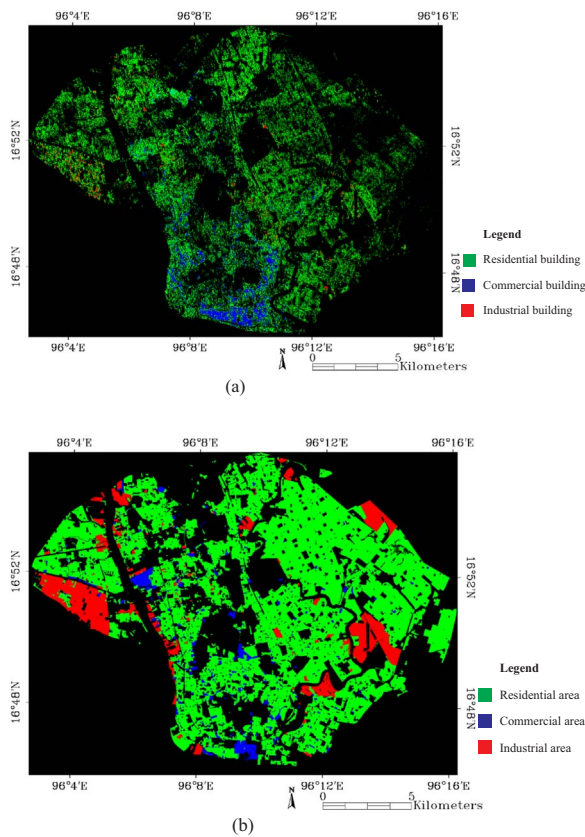 96°4'E 96°8'E 96°12'E 96°16'E
16°52'N
16°52'N
16°48'N
16°48'N
Legend
Residential building
Commercial building
Industrial building
96°4'E 96°8'E 96°12'E 96°16'E
N
0 5
Kilometers
(a)
96°4'E 96°8'E 96°12'E 96°16'E
16°52'N
16°52'N
16°48'N
16°48'N
Legend
Residential area
Commercial area
Industrial area
96°4'E 96°8'E 96°12'E 96°16'E
N
0 5
Kilometers
(b)